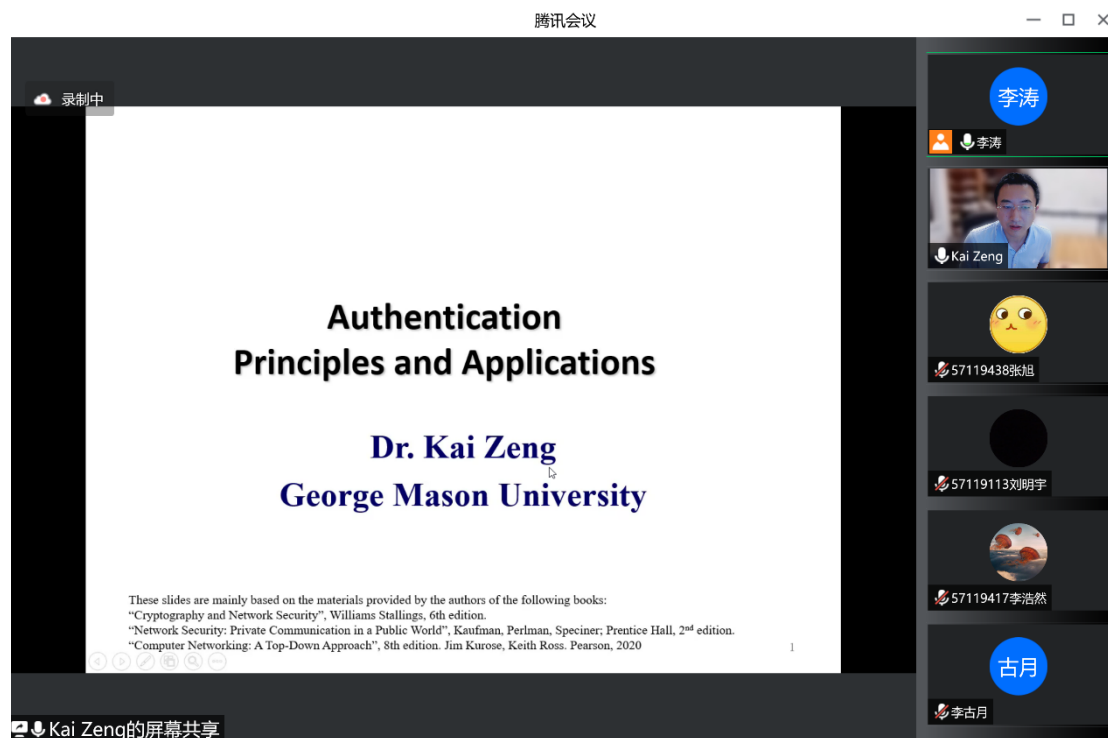 腾讯会议
录制中
Authentication
Principles and Applications
Dr. Kai Zeng
George Mason University
These slides are mainly based on the materials provided by the authors of the following books:
“Cryptography and Network Security”, Williams Stallings, 6th edition.
“Network Security: Private Communication in a Public World”, Kaufman, Perlman, Speciner; Prentice Hall, 2nd edition.
“Computer Networking: A Top-Down Approach”, 8th edition. Jim Kurose, Keith Ross. Pearson, 2020
1
Kai Zeng的屏幕共享
李涛
李涛
Kai Zeng
57119438张旭
57119113刘明宇
57119417李浩然
古月
李古月